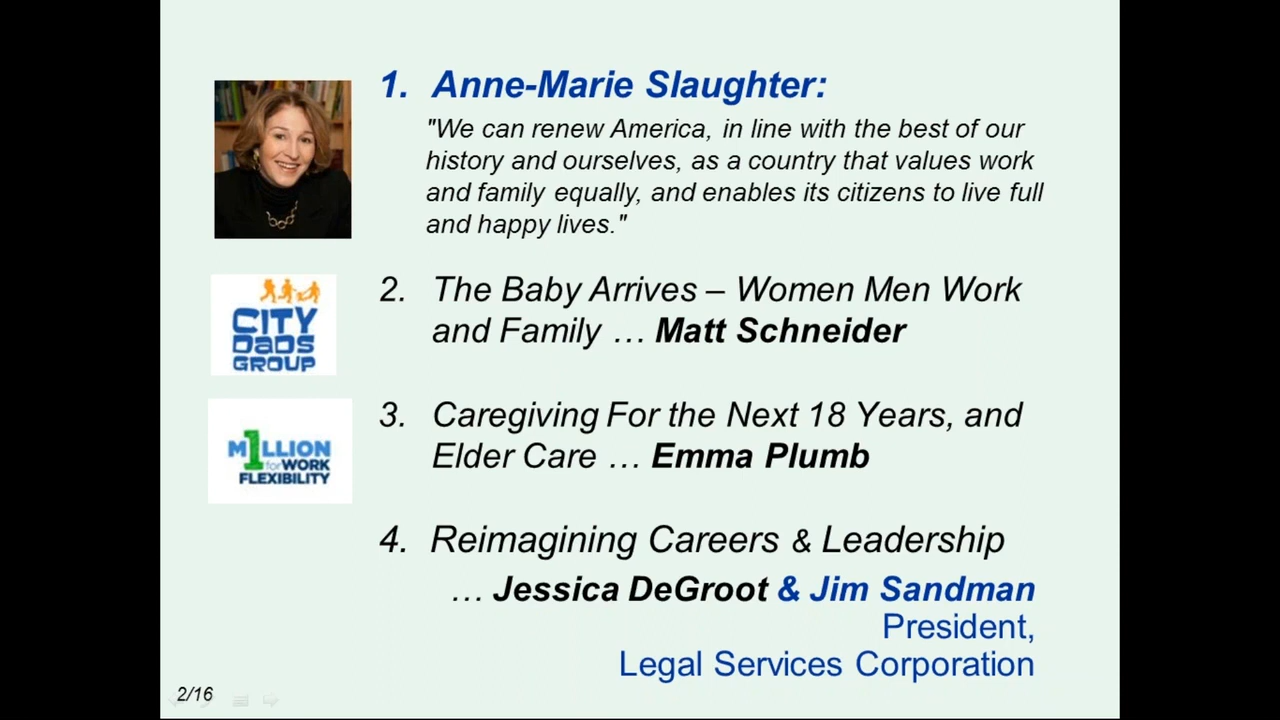 1. Anne-Marie Slaughter:
"We can renew America, in line with the best of our
history and ourselves, as a country that values work
and family equally, and enables its citizens to live full
and happy lives."
CITY
DADS
GROUP
2. The Baby Arrives – Women Men Work
and Family … Matt Schneider
M1LLION
for WORK
FLEXIBILITY
3. Caregiving For the Next 18 Years, and
Elder Care … Emma Plumb
4. Reimagining Careers & Leadership
… Jessica DeGroot & Jim Sandman
President,
Legal Services Corporation
2/16